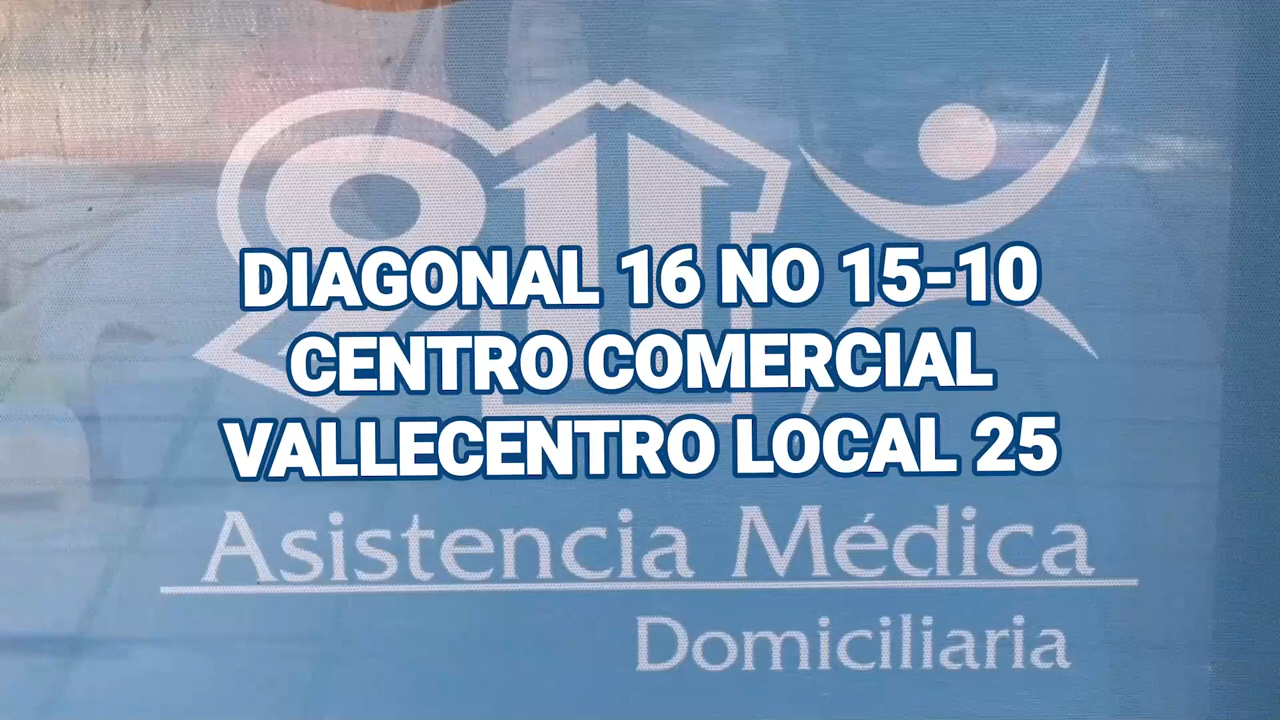 DIAGONAL 16 NO 15-10
CENTRO COMERCIAL
VALLECENTRO LOCAL 25
Asistencia Médica
Domiciliaria